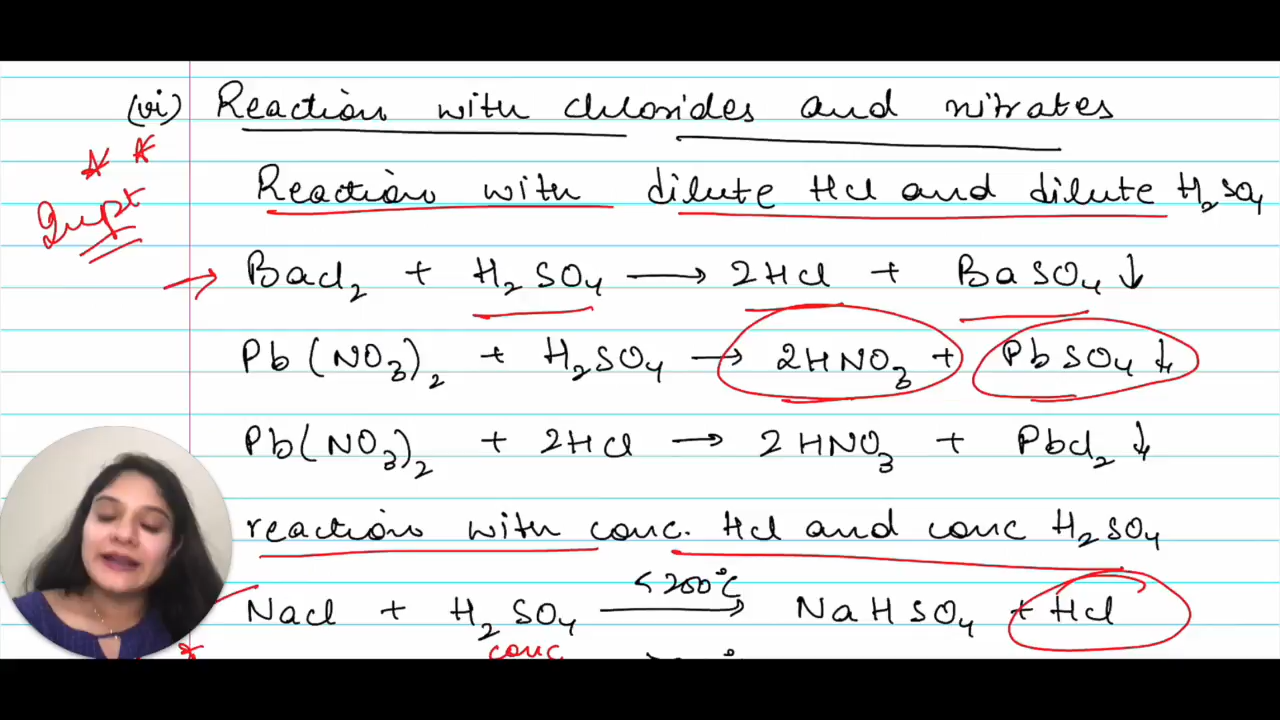 (vi) Reaction with chlorides and nitrates
Impt
Reaction with dilute HCl and dilute H₂SO₄
→ BaCl₂ + H₂SO₄ → 2HCl + BaSO₄↓
Pb(NO₃)₂ + H₂SO₄ → 2HNO₃ + PbSO₄↓
Pb(NO₃)₂ + 2HCl → 2HNO₃ + PbCl₂↓
reaction with conc. HCl and conc H₂SO₄
< 200°C
NaCl + H₂SO₄ → NaHSO₄ + HCl
conc